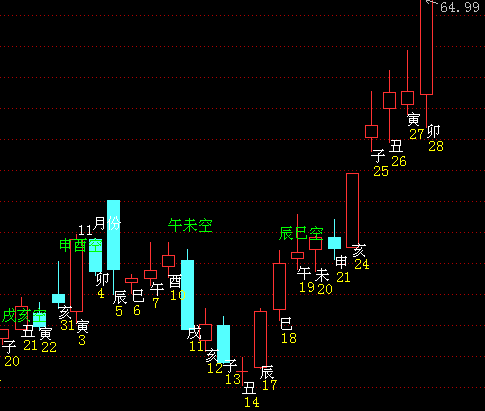 64.99
寅
27
卯
28
丑
26
子
25
11月份
午未空
辰巳空
申酉空
亥
24
申
21
未
20
午
19
卯
4
酉
10
午
7
巳
6
辰
5
戌亥空
亥
31
寅
3
丑
21
寅
22
子
20
巳
18
戌
11
亥
12
子
13
辰
17
丑
14